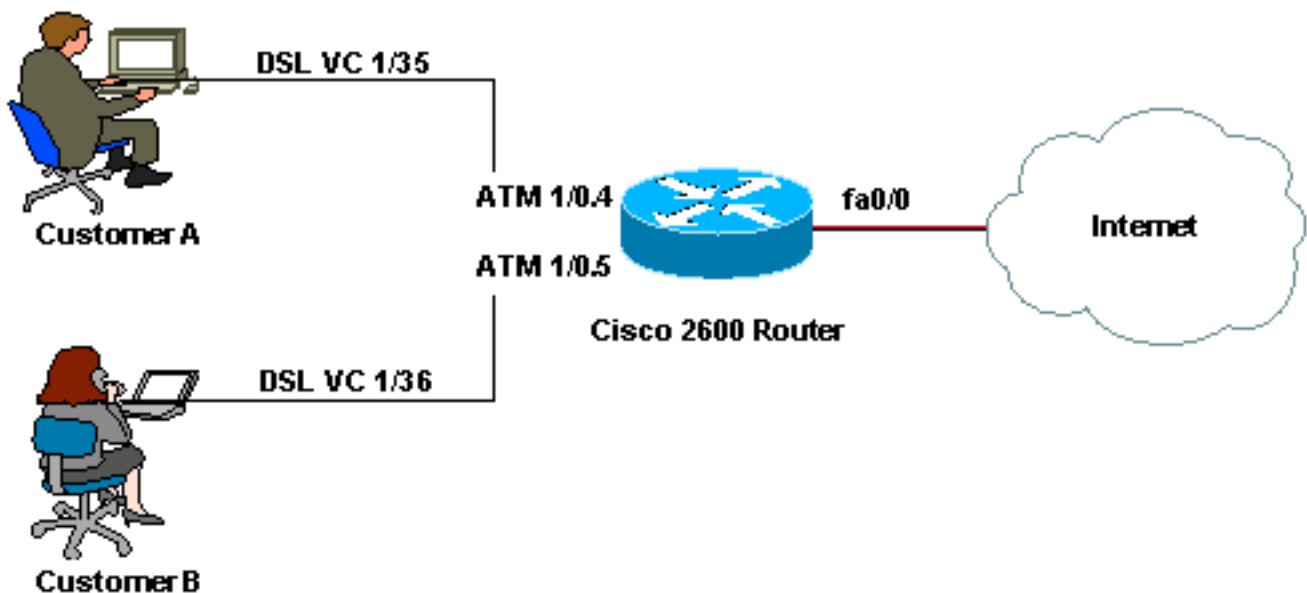 DSL VC 1/35
Customer A
ATM 1/0.4
fa0/0
Internet
ATM 1/0.5
Cisco 2600 Router
DSL VC 1/36
Customer B